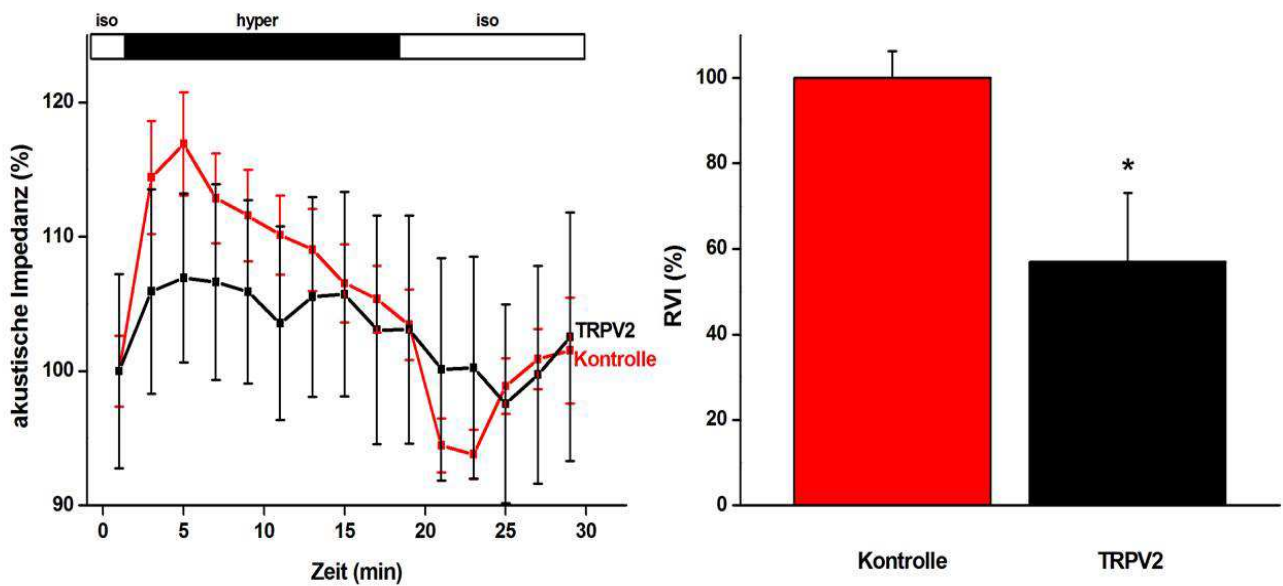 iso hyper iso
akustische Impedanz (%)
120
110
100
90
TRPV2
Kontrolle
0 5 10 15 20 25 30
Zeit (min)
RVI (%)
100
80
60
40
20
0
*
Kontrolle TRPV2